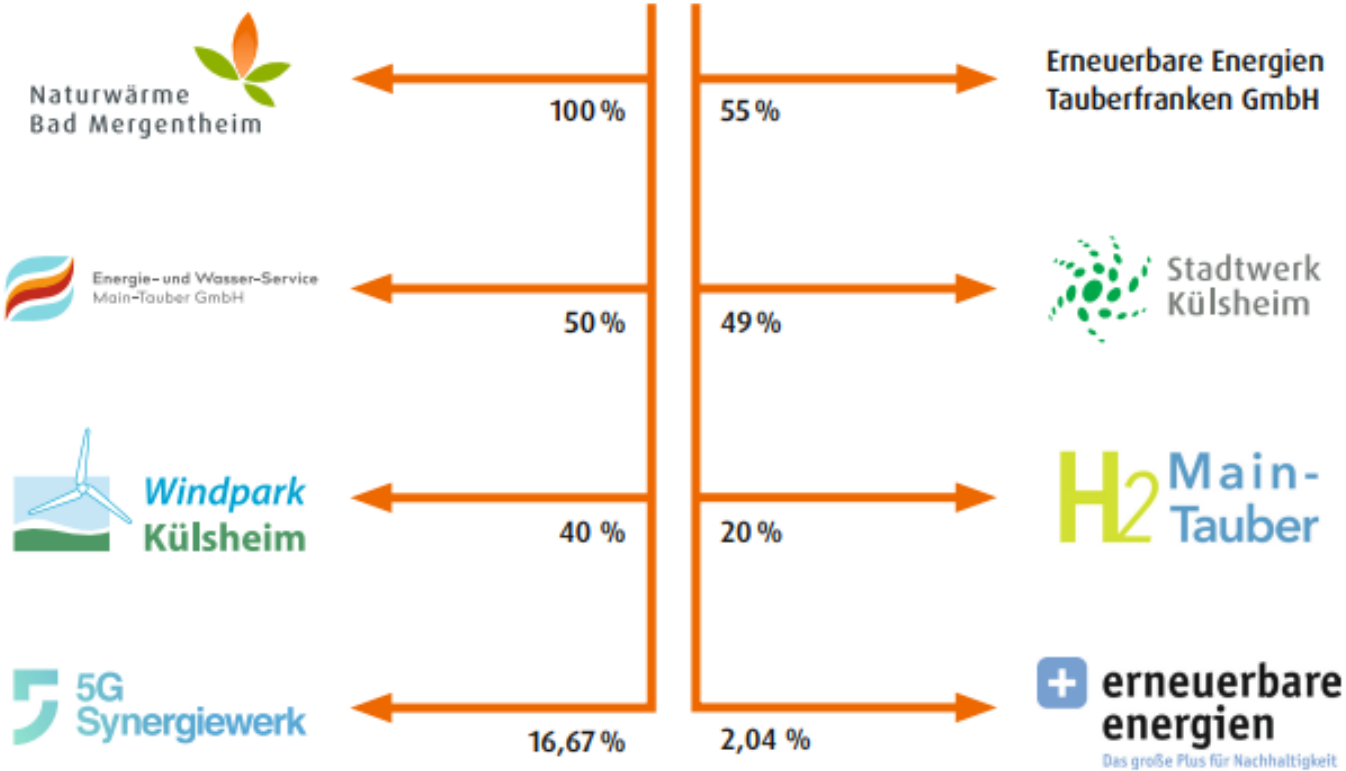 Naturwärme
Bad Mergentheim
100 %
55 %
Erneuerbare Energien
Tauberfranken GmbH
Energie- und Wasser-Service
Main-Tauber GmbH
50 %
49 %
Stadtwerk
Külsheim
Windpark
Külsheim
40 %
20 %
H2 Main-
Tauber
5G
Synergiewerk
16,67 %
2,04 %
+ erneuerbare
energien
Das große Plus für Nachhaltigkeit